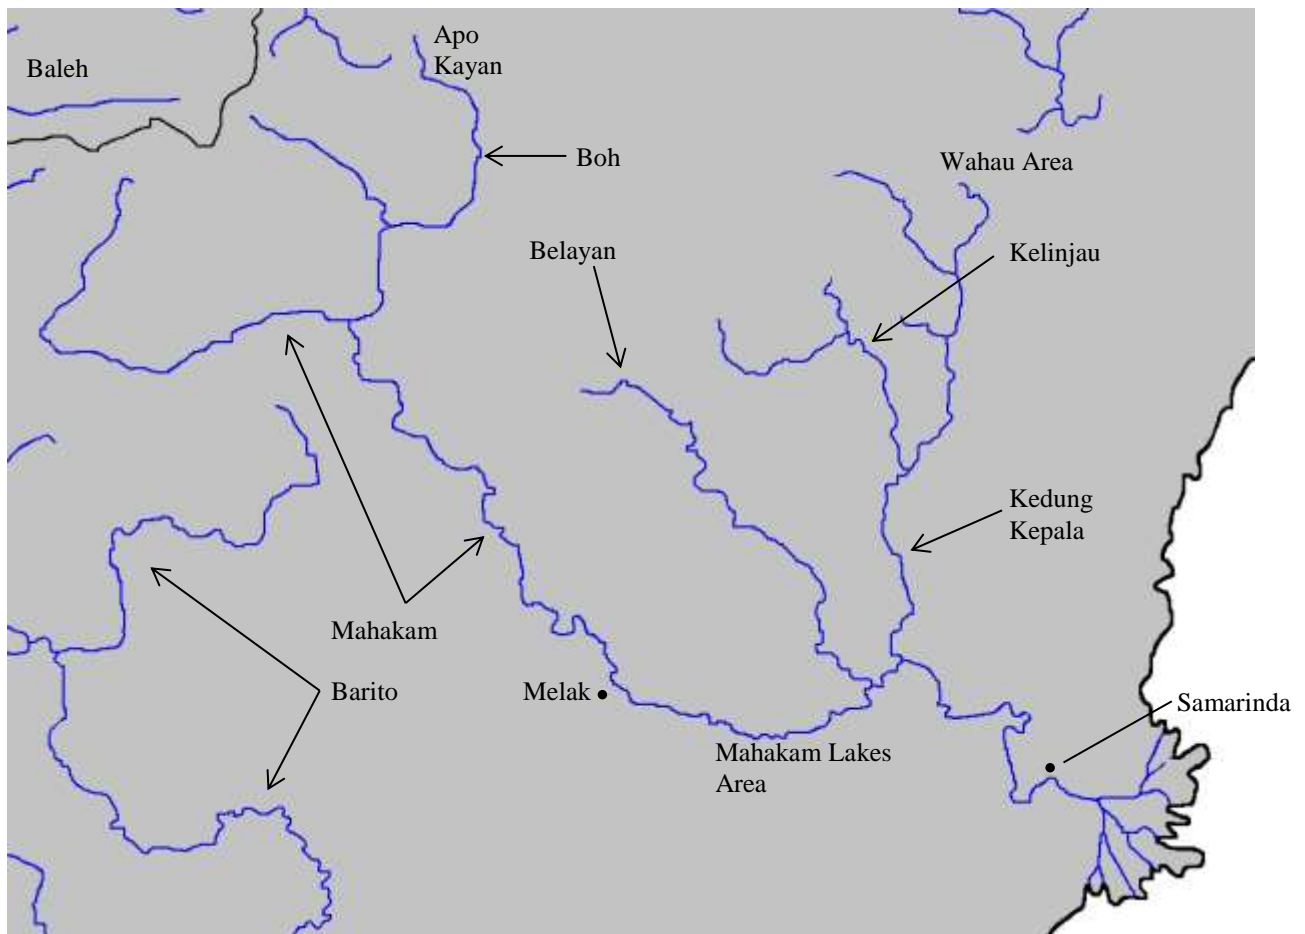 Apo
Kayan
Baleh
Boh
Wahau Area
Belayan
Kelinjau
Kedung
Kepala
Mahakam
Melak
Barito
Samarinda
Mahakam Lakes
Area